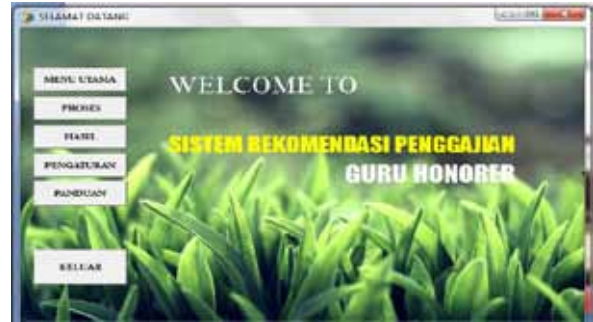 SELAMAT DATANG
MENU UTAMA
PROSES
HASIL
PENGATURAN
PANDUAN
KELUAR
WELCOME TO
SISTEM REKOMENDASI PENGGAJIAN
GURU HONORER